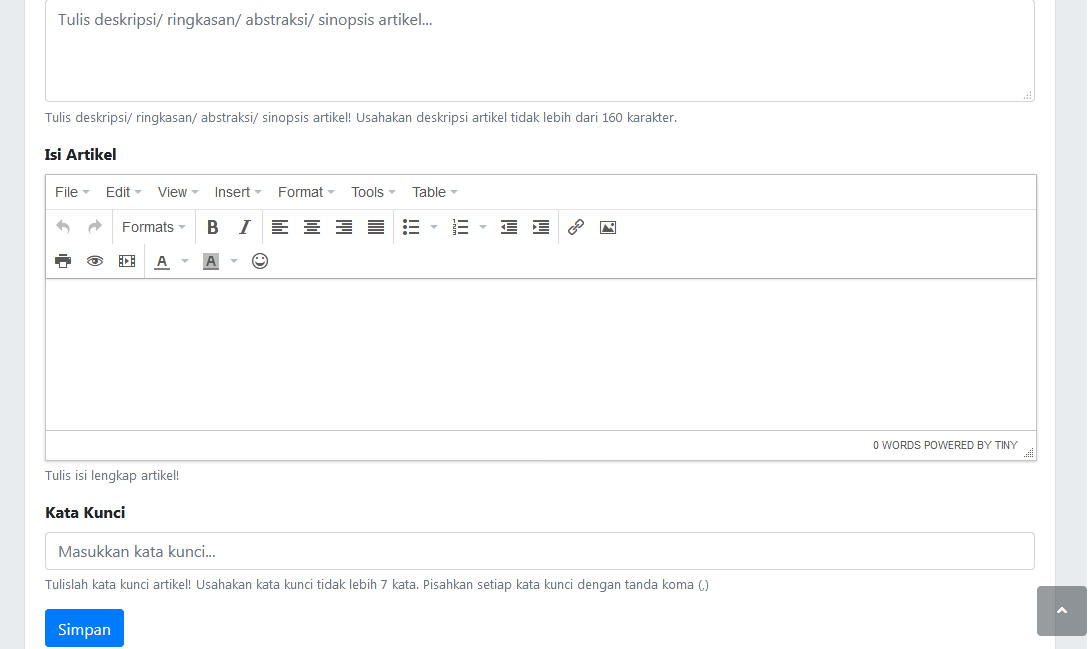 Tulis deskripsi/ ringkasan/ abstraksi/ sinopsis artikel...
Tulis deskripsi/ ringkasan/ abstraksi/ sinopsis artikel! Usahakan deskripsi artikel tidak lebih dari 160 karakter.
Isi Artikel
File Edit View Insert Format Tools Table
Formats B I
A A
0 WORDS POWERED BY TINY
Tulis isi lengkap artikel!
Kata Kunci
Masukkan kata kunci...
Tulislah kata kunci artikel! Usahakan kata kunci tidak lebih 7 kata. Pisahkan setiap kata kunci dengan tanda koma (,)
Simpan